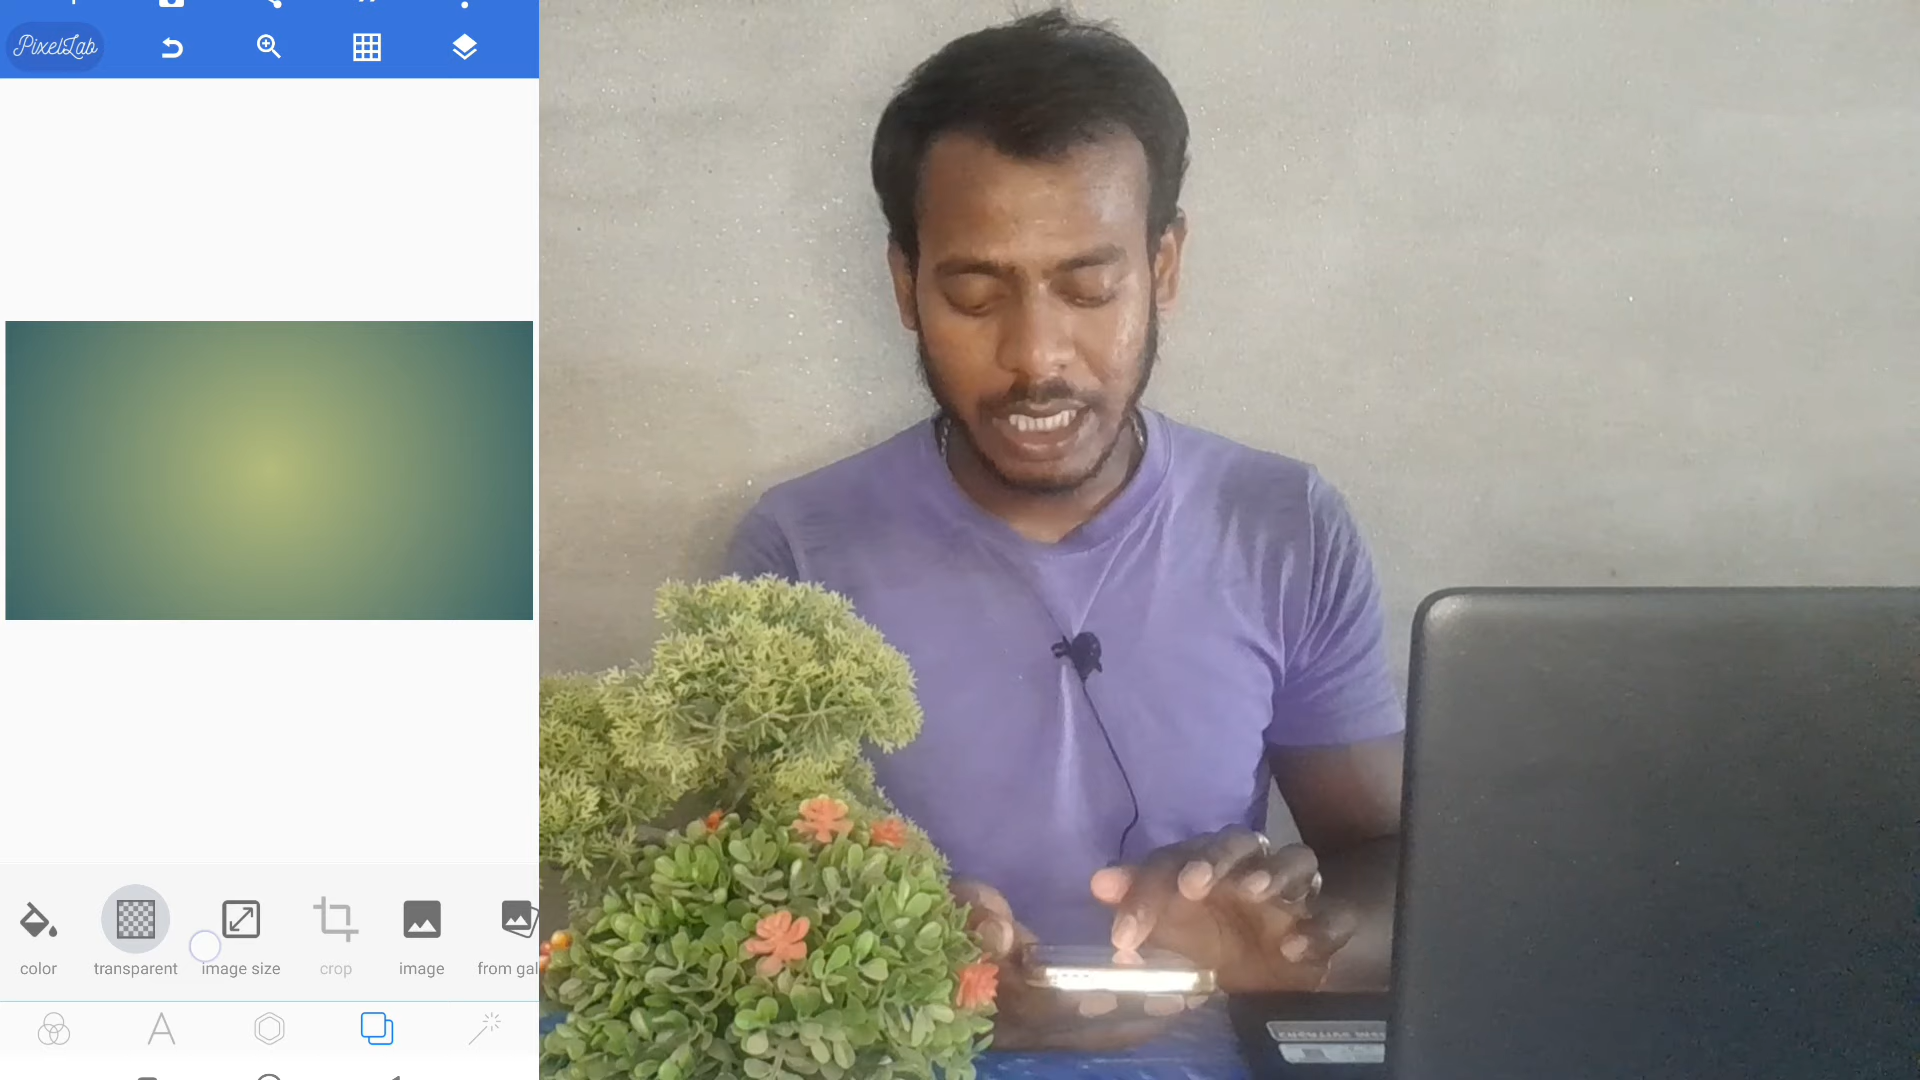 PixelLab
color
transparent
image size
crop
image
from gal